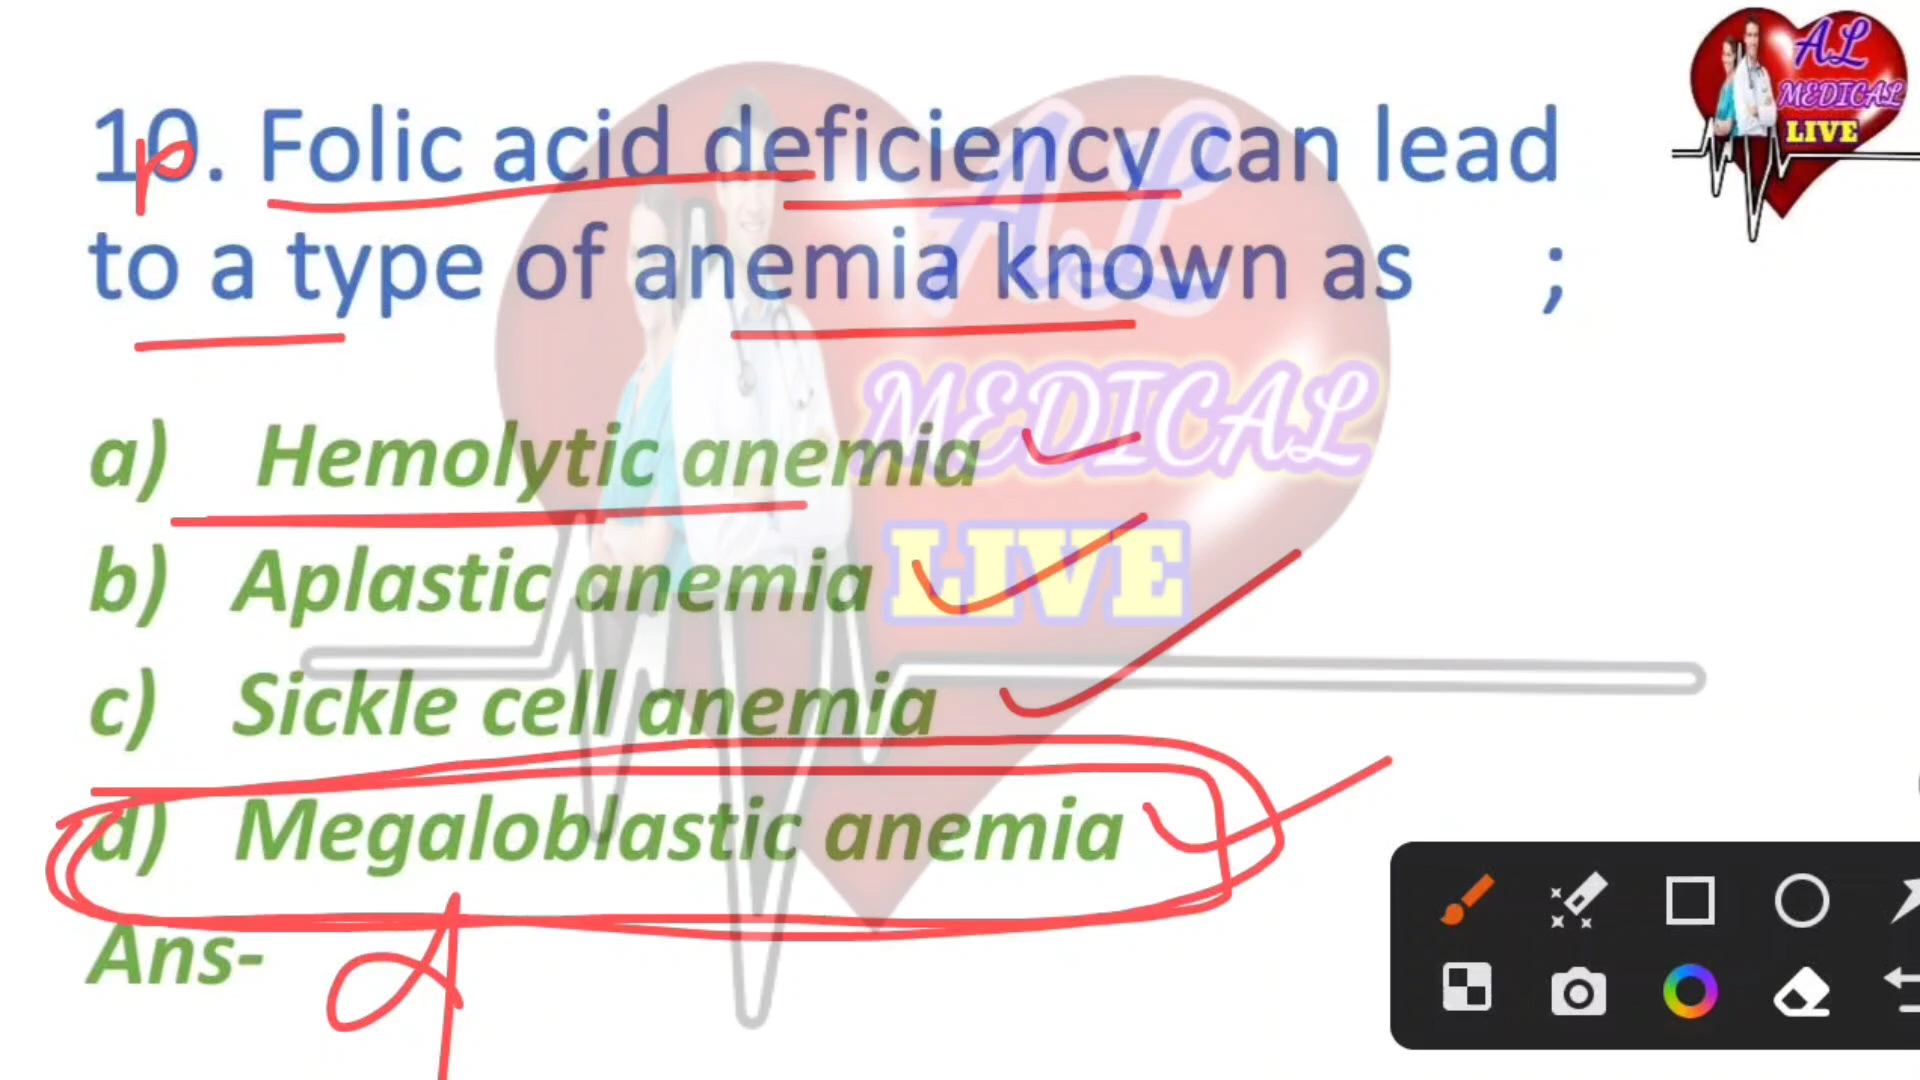 10. Folic acid deficiency can lead
to a type of anemia known as ;
a) Hemolytic anemia
b) Aplastic anemia
c) Sickle cell anemia
d) Megaloblastic anemia
Ans- d
AL
MEDICAL
LIVE
AL
MEDICAL
LIVE